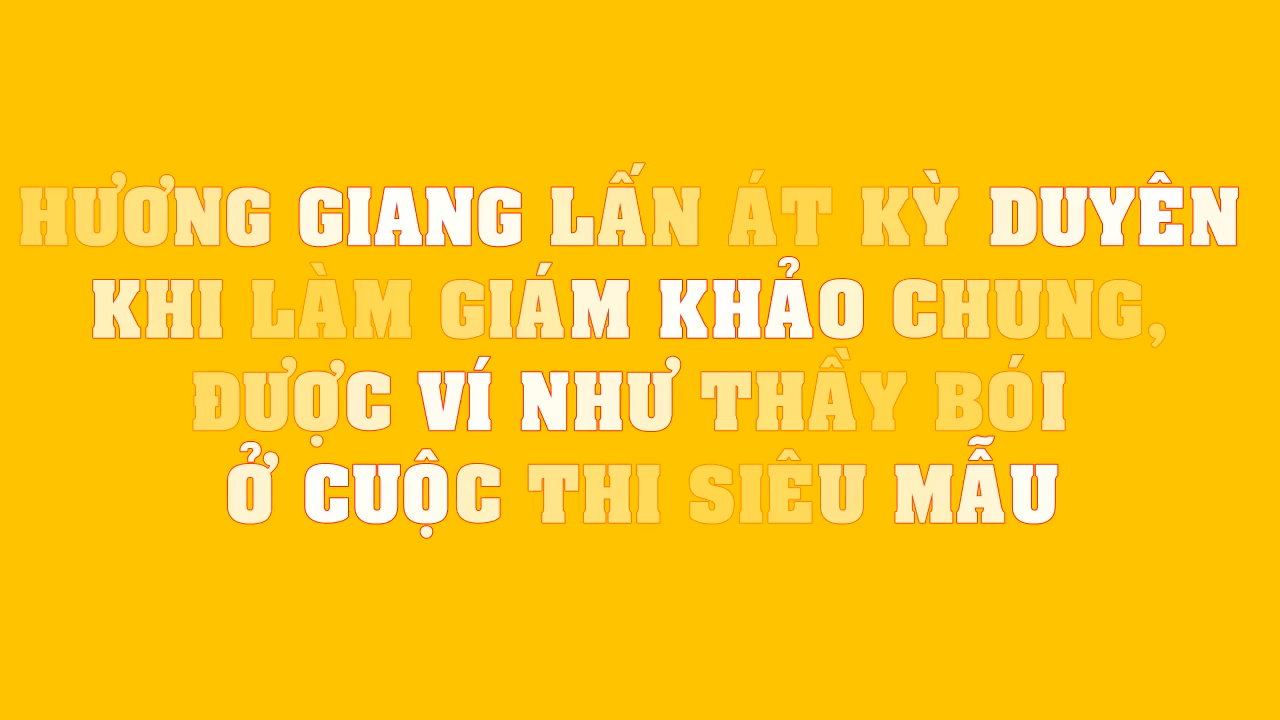 HƯƠNG GIANG LẤN ÁT KỲ DUYÊN
KHI LÀM GIÁM KHẢO CHUNG,
ĐƯỢC VÍ NHƯ THẦY BÓI
Ở CUỘC THI SIÊU MẪU